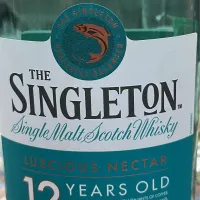 THE
SINGLETON
Single Malt Scotch Whisky
LUSCIOUS NECTAR
12 YEARS OLD